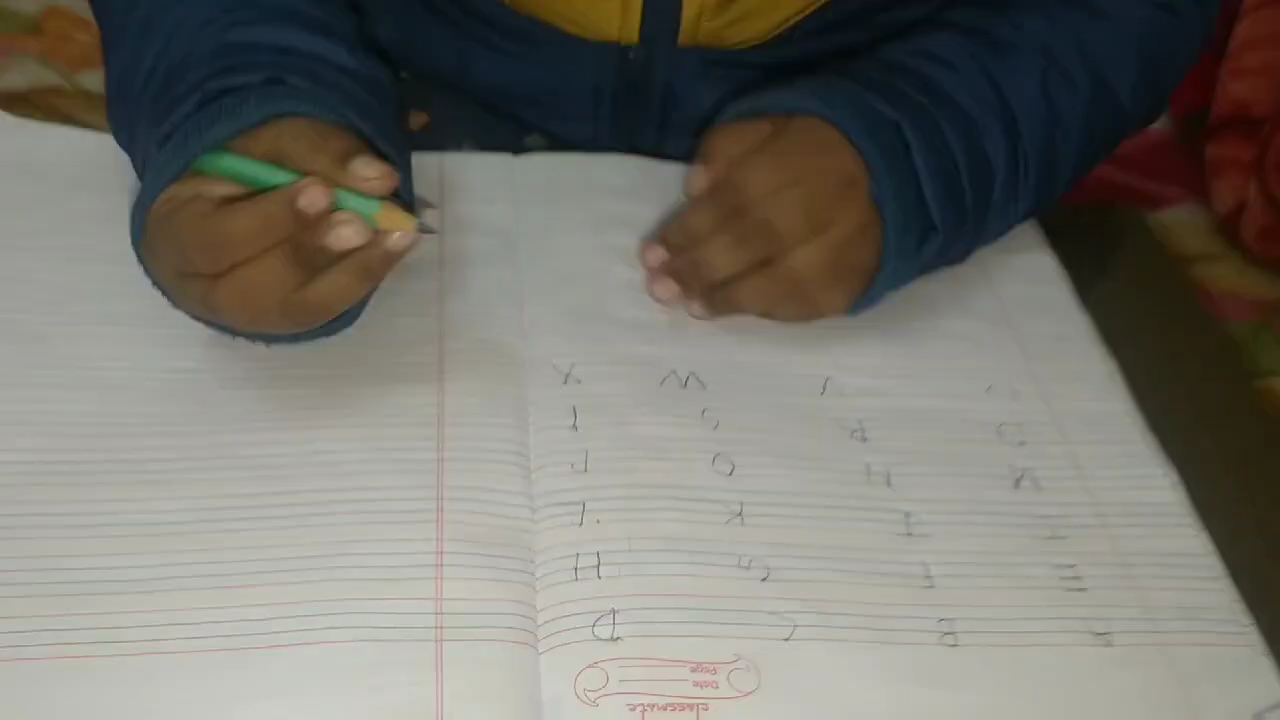 classmate
Date
Page
A B C D
E F G H
I J K L
M N O P
Q R S T
U V W X